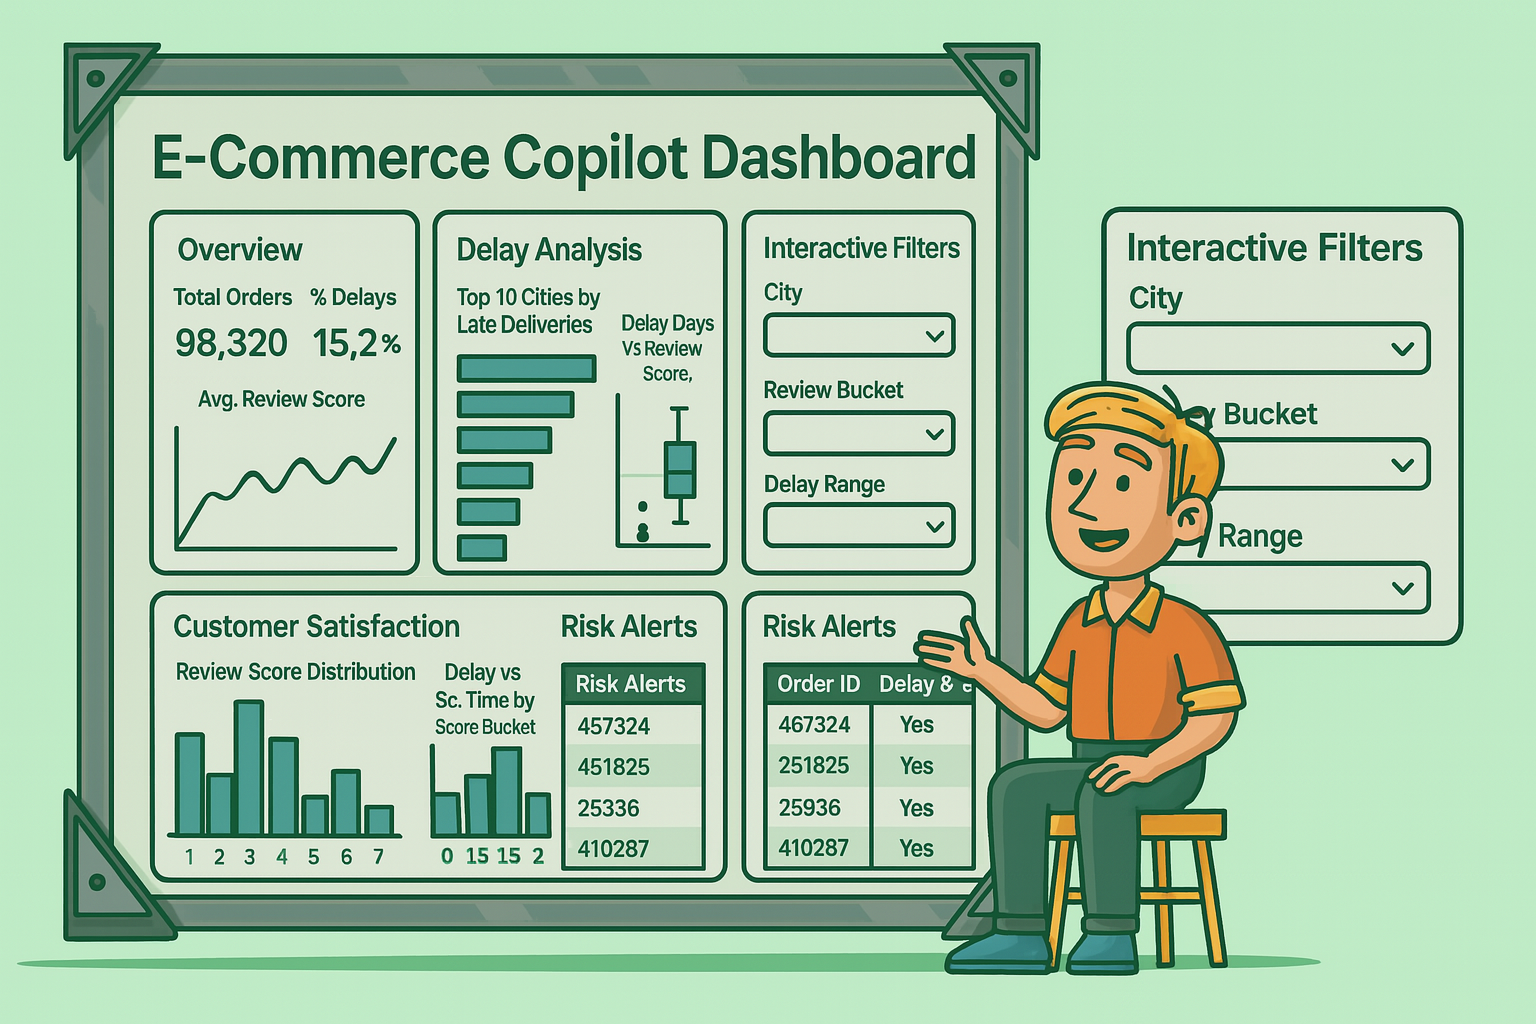 E-Commerce Copilot Dashboard
Overview
Total Orders % Delays
98,320 15,2%
Avg. Review Score
Delay Analysis
Top 10 Cities by
Late Deliveries
Delay Days
Vs Review
Score,
Interactive Filters
City
Review Bucket
Delay Range
Customer Satisfaction
Review Score Distribution
1 2 3 4 5 6 7
Delay vs
Sc. Time by
Score Bucket
0 15 15 2
Risk Alerts
Risk Alerts
457324
451825
25336
410287
Risk Alerts
Order ID Delay &
467324 Yes
251825 Yes
25936 Yes
410287 Yes
Interactive Filters
City
Bucket
Range